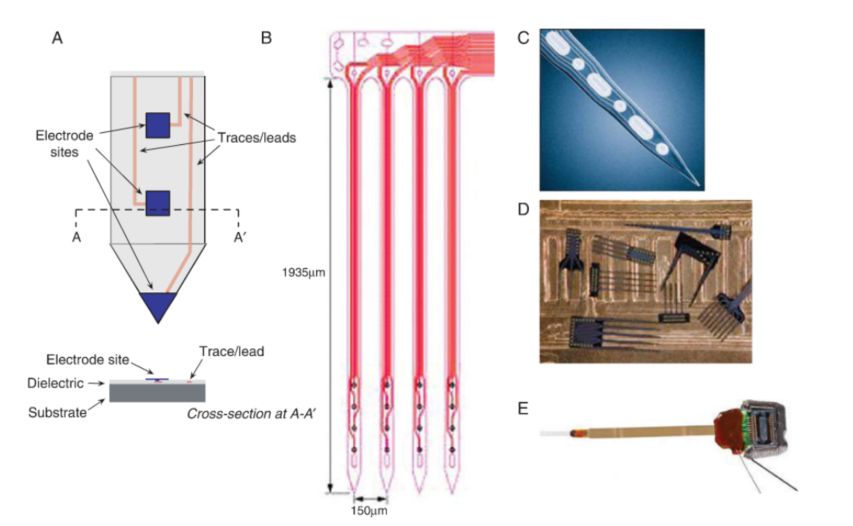 A
B
C
Electrode
sites
Traces/leads
A
A′
1935μm
D
Electrode site
Trace/lead
Dielectric
Substrate
Cross-section at A-A′
E
150μm